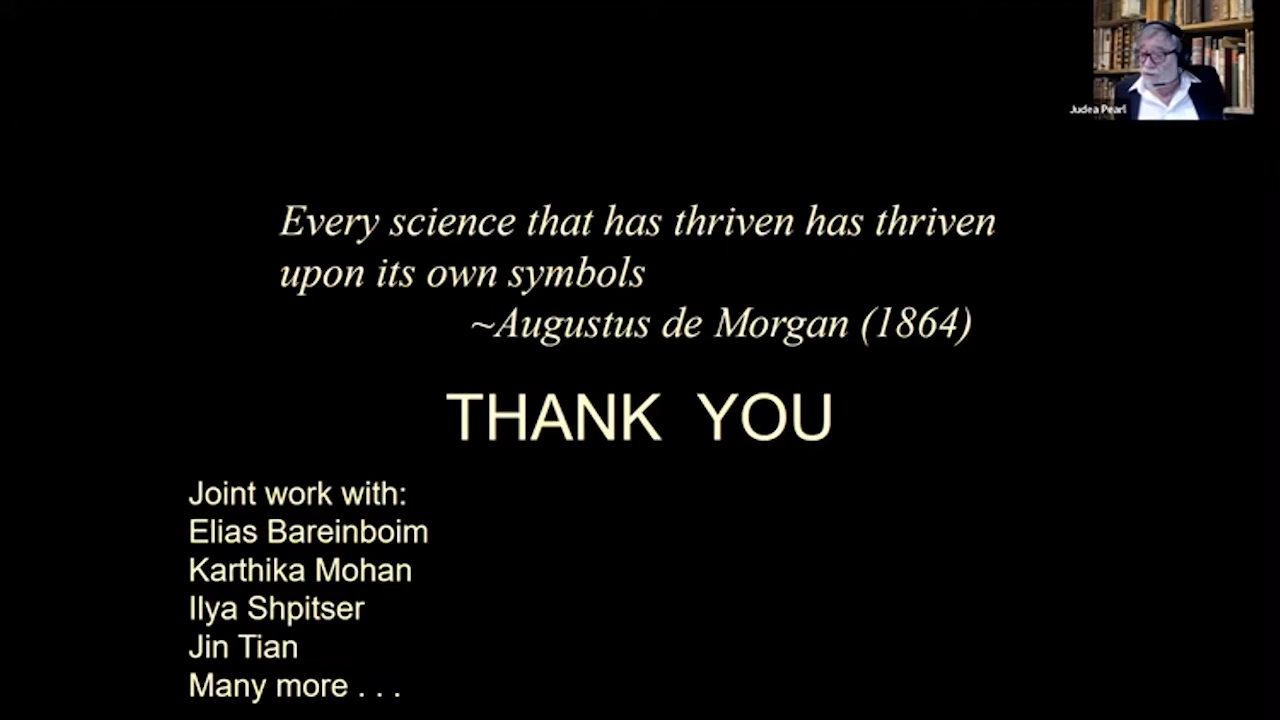 Judea Pearl
Every science that has thriven has thriven
upon its own symbols
~Augustus de Morgan (1864)
THANK YOU
Joint work with:
Elias Bareinboim
Karthika Mohan
Ilya Shpitser
Jin Tian
Many more . . .